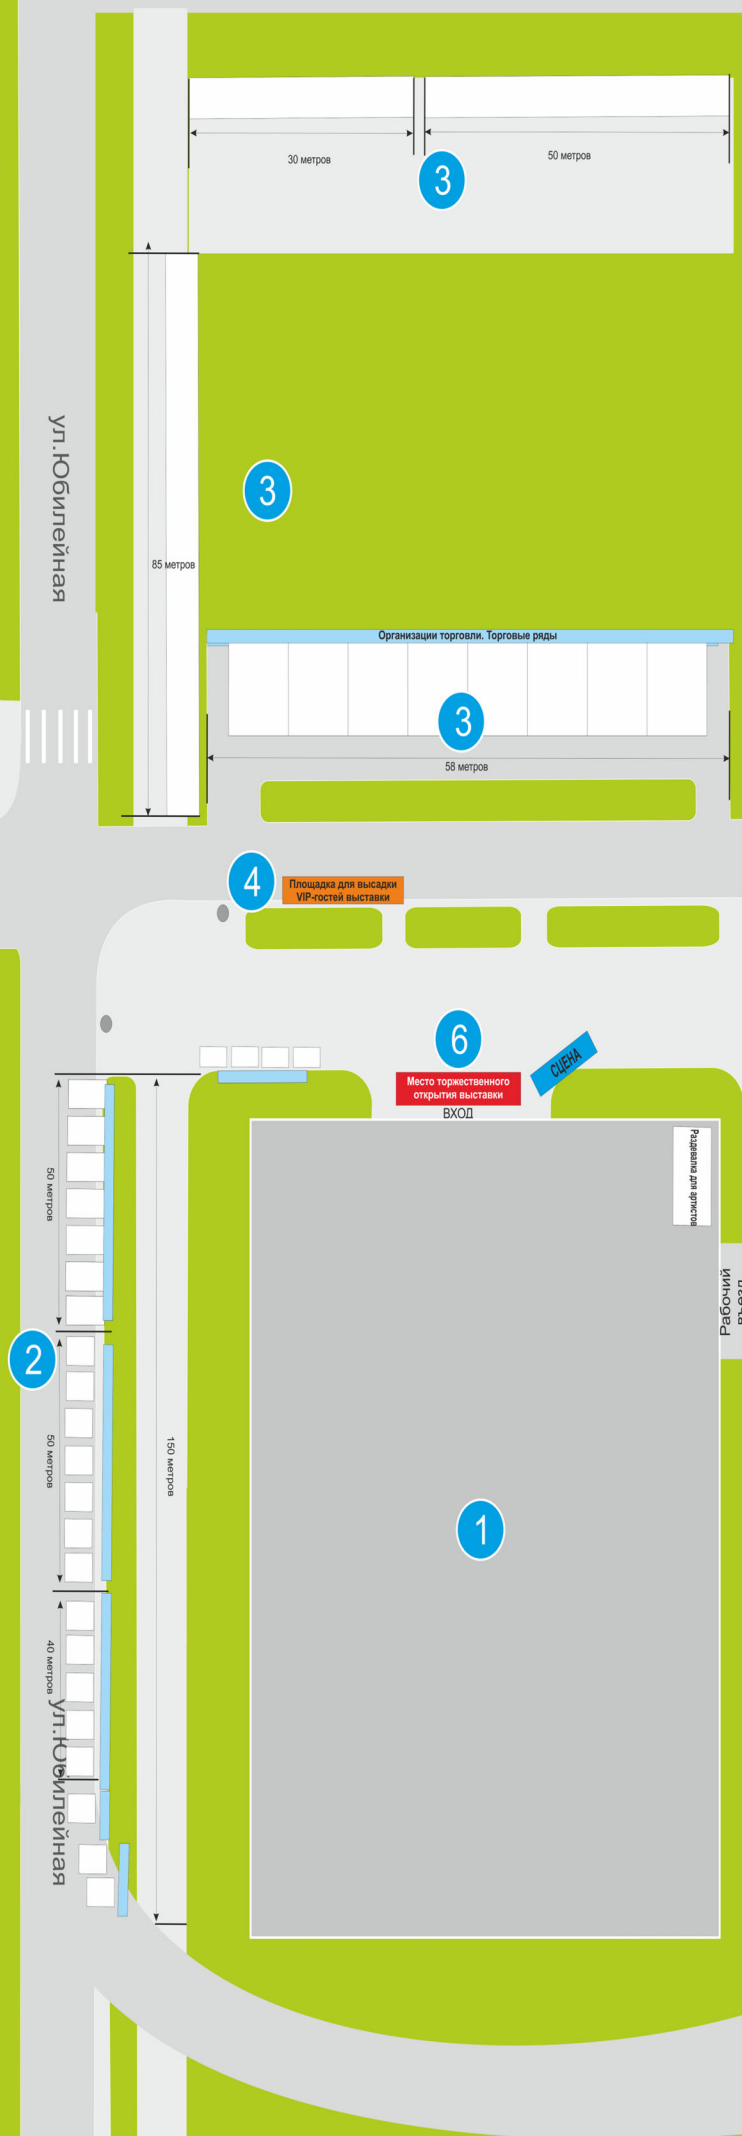 30 метров
50 метров
3
ул.Юбилейная
3
85 метров
Организации торговли. Торговые ряды
3
58 метров
4
Площадка для высадки
VIP-гостей выставки
6
СЦЕНА
Место торжественного
открытия выставки
ВХОД
Раздевалка для артистов
50 метров
Рабочий
въезд
2
50 метров
150 метров
1
40 метров
ул.Юбилейная